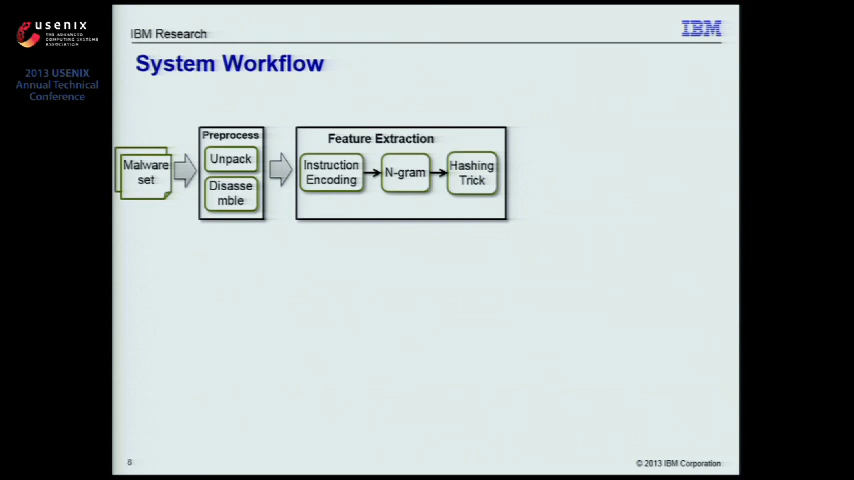 usenix
THE ADVANCED
COMPUTING SYSTEMS
ASSOCIATION
2013 USENIX
Annual Technical
Conference
IBM Research
IBM
System Workflow
Malware
set
Preprocess
Unpack
Disasse
mble
Feature Extraction
Instruction
Encoding
N-gram
Hashing
Trick
8
© 2013 IBM Corporation